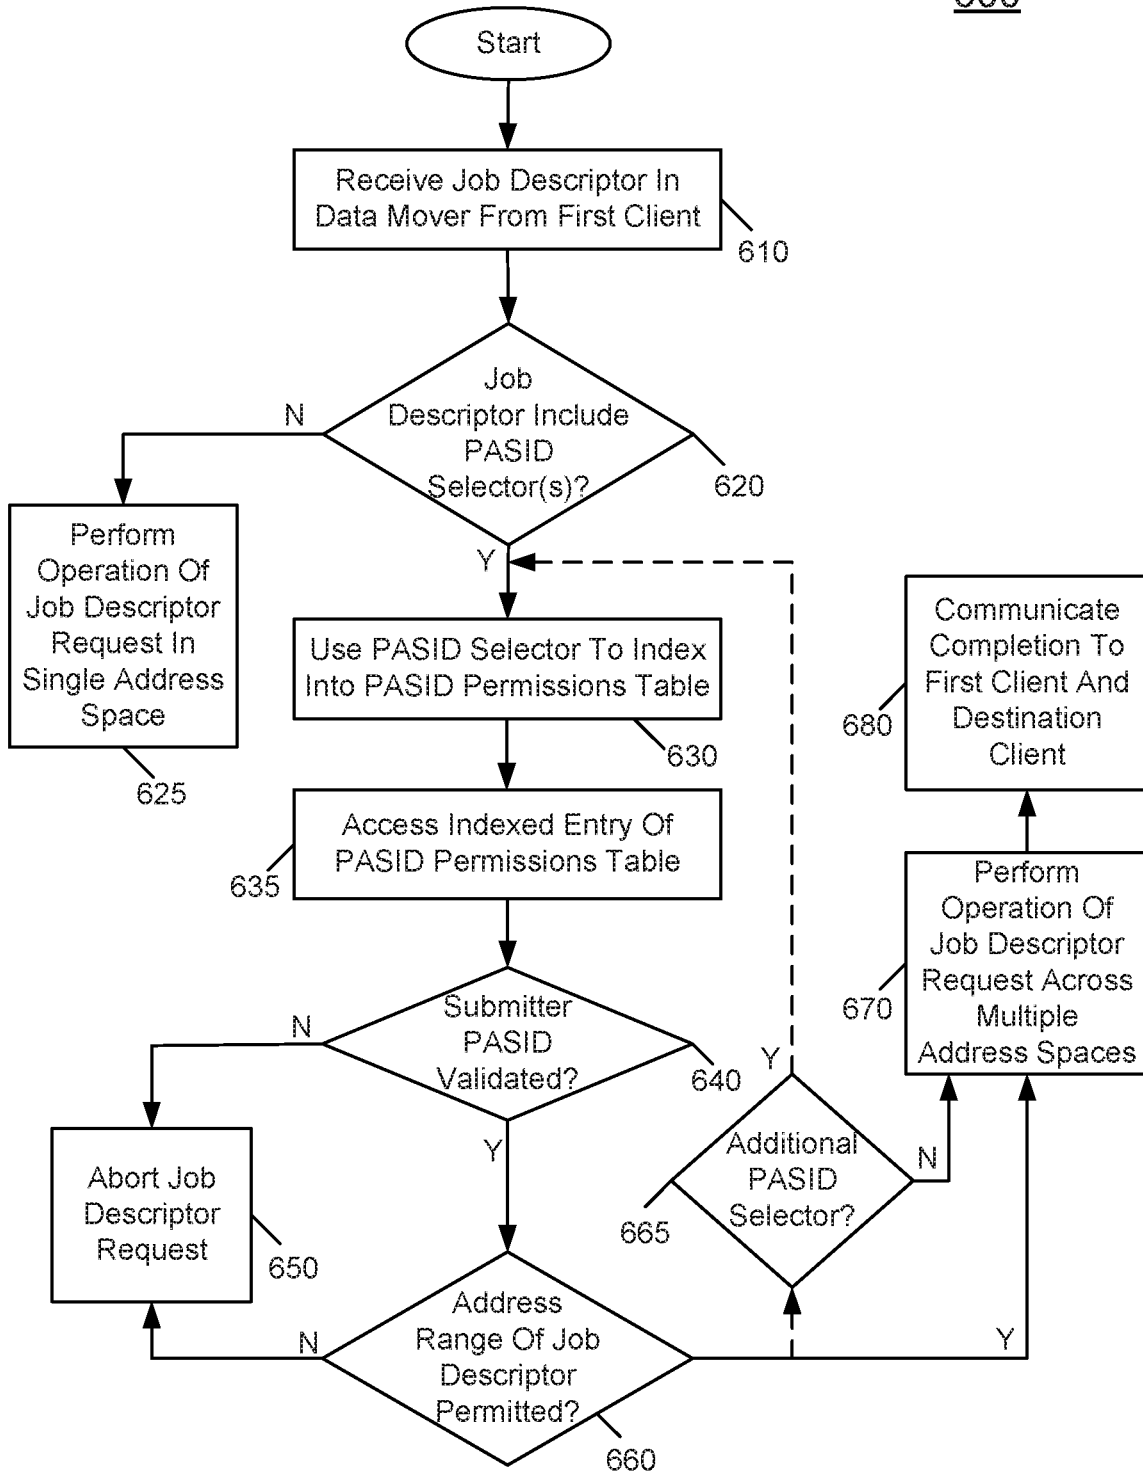 Start
Receive Job Descriptor In
Data Mover From First Client
610
Job
Descriptor Include
PASID
Selector(s)?
620
N
Y
Perform
Operation Of
Job Descriptor
Request In
Single Address
Space
625
Use PASID Selector To Index
Into PASID Permissions Table
630
Access Indexed Entry Of
PASID Permissions Table
635
Submitter
PASID
Validated?
640
N
Y
Abort Job
Descriptor
Request
650
Address
Range Of Job
Descriptor
Permitted?
660
N
Y
Additional
PASID
Selector?
665
Y
N
Perform
Operation Of
Job Descriptor
Request Across
Multiple
Address Spaces
670
Communicate
Completion To
First Client And
Destination
Client
680